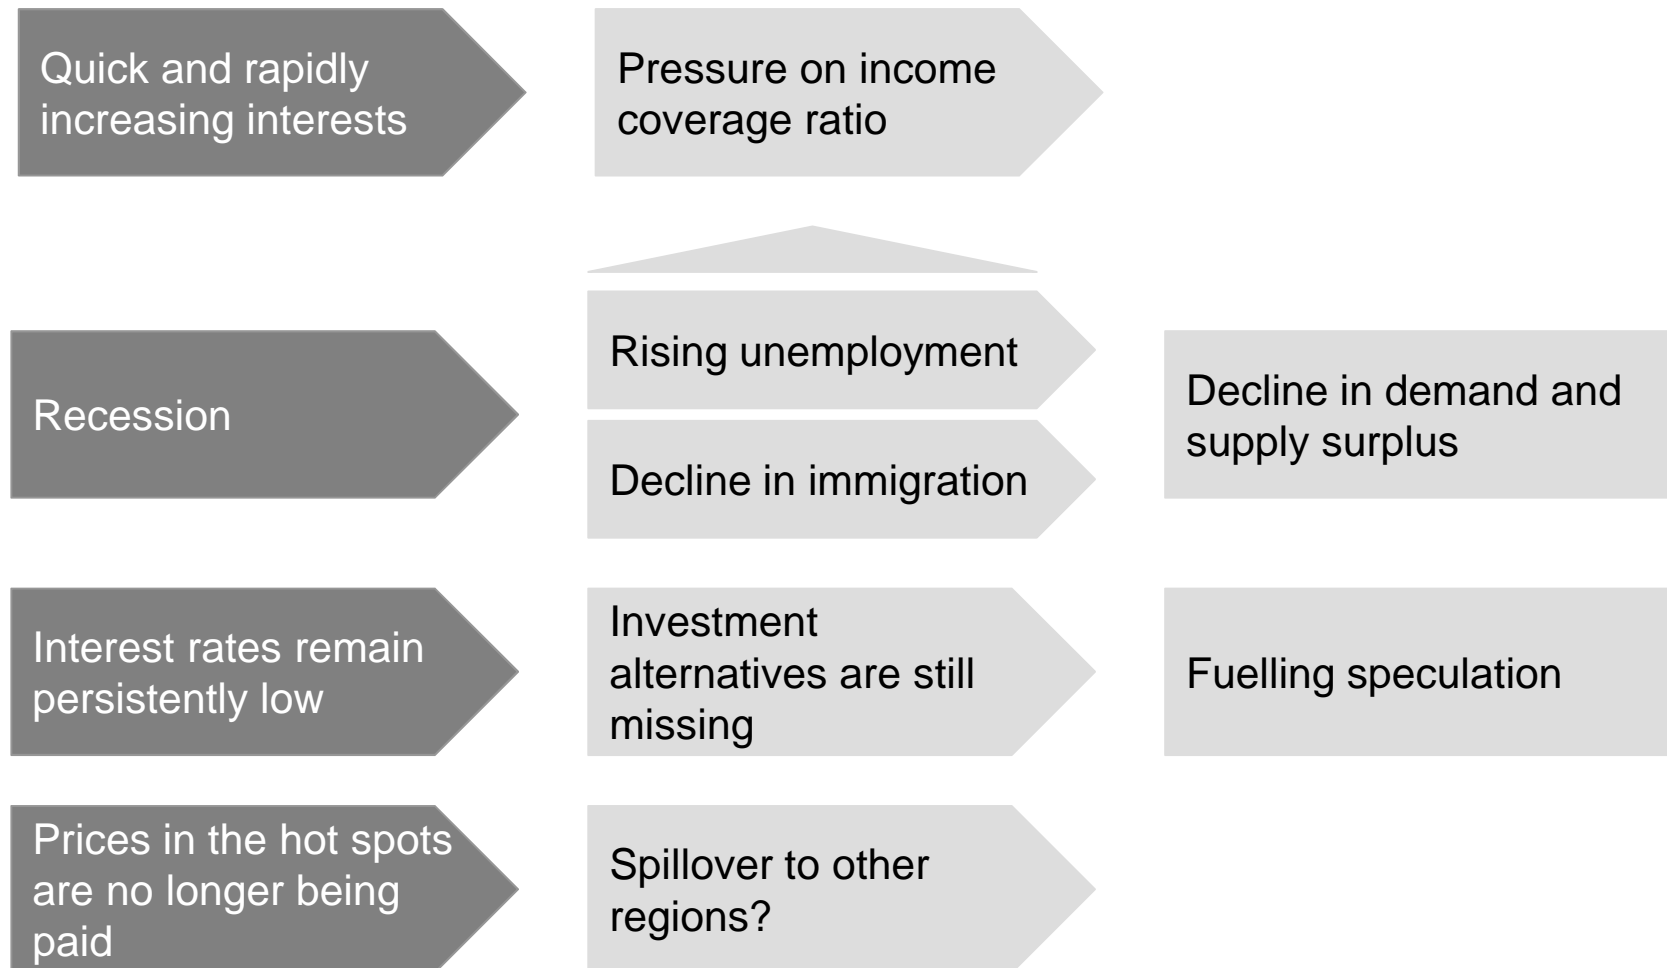 Quick and rapidly
increasing interests
Pressure on income
coverage ratio
Recession
Rising unemployment
Decline in immigration
Decline in demand and
supply surplus
Interest rates remain
persistently low
Investment
alternatives are still
missing
Fuelling speculation
Prices in the hot spots
are no longer being
paid
Spillover to other
regions?